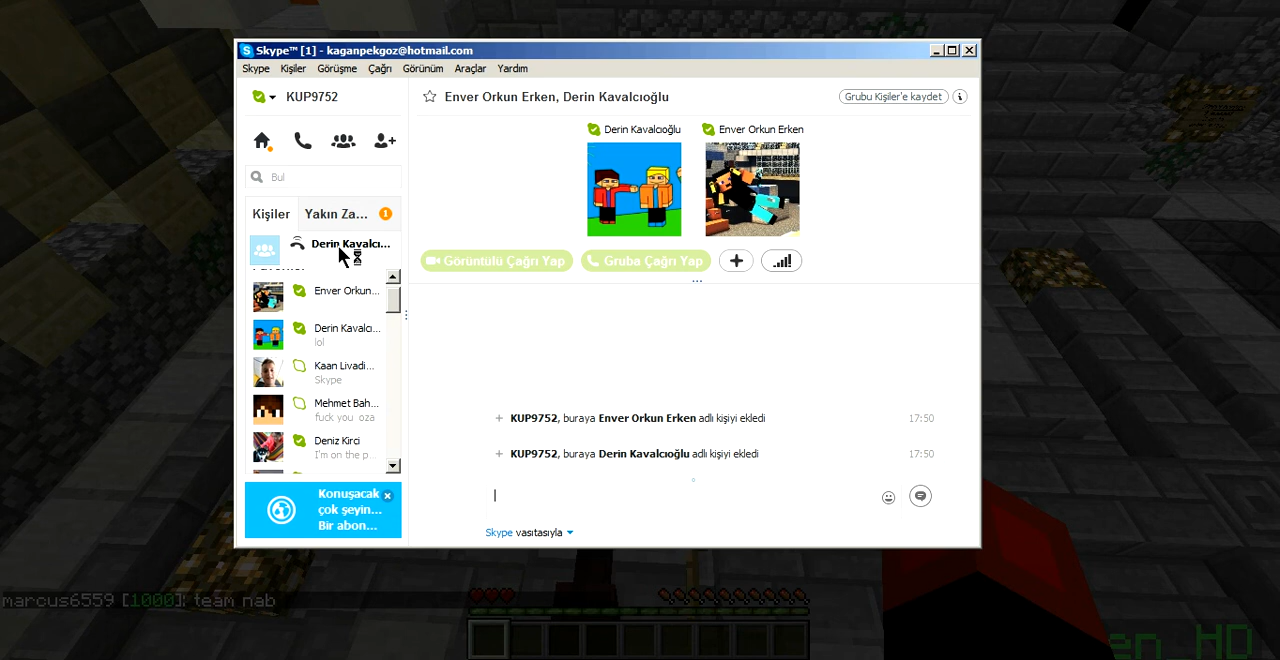 Skype™ [1] - kaganpekgoz@hotmail.com
Skype Kişiler Görüşme Çağrı Görünüm Araçlar Yardım
KUP9752
Enver Orkun Erken, Derin Kavalcıoğlu
Grubu Kişiler'e kaydet
Derin Kavalcıoğlu
Enver Orkun Erken
Bul
Kişiler
Yakın Za... 1
Derin Kavalcı...
Görüntülü Çağrı Yap
Gruba Çağrı Yap
Enver Orkun...
Derin Kavalcı...
lol
Kaan Livadi...
Skype
Mehmet Bah...
fuck you oza
Deniz Kirci
I'm on the p...
KUP9752, buraya Enver Orkun Erken adlı kişiyi ekledi 17:50
KUP9752, buraya Derin Kavalcıoğlu adlı kişiyi ekledi 17:50
Konuşacak
çok şeyin...
Bir abon...
Skype vasıtasıyla
marcus6559 [1000]: team nab
en HD